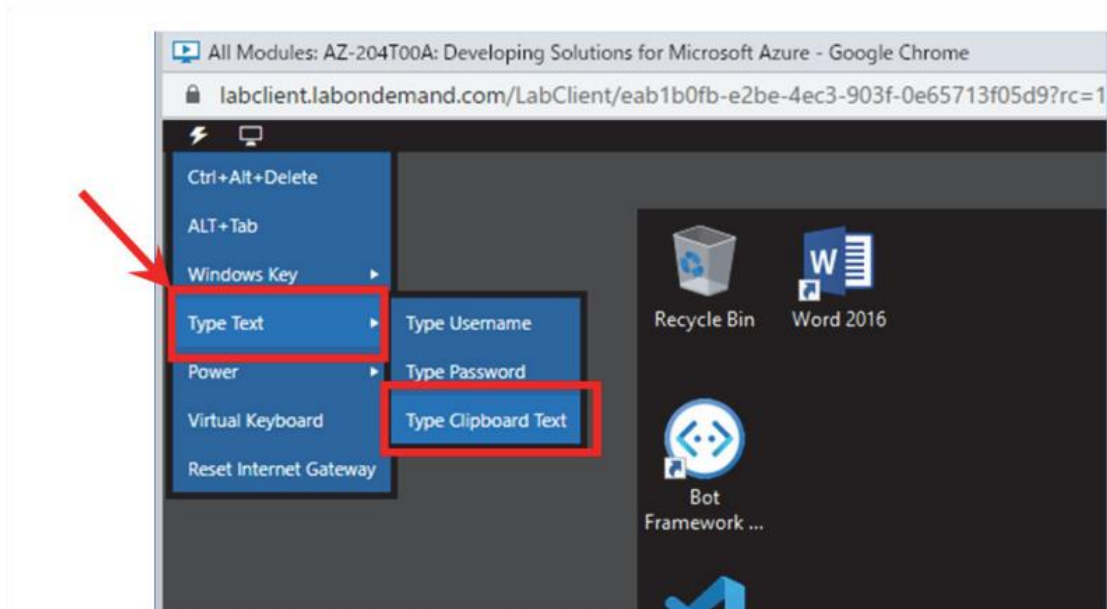 All Modules: AZ-204T00A: Developing Solutions for Microsoft Azure - Google Chrome
labclient.labondemand.com/LabClient/eab1b0fb-e2be-4ec3-903f-0e65713f05d9?rc=1
Ctrl+Alt+Delete
ALT+Tab
Windows Key
Type Text
Power
Virtual Keyboard
Reset Internet Gateway
Type Username
Type Password
Type Clipboard Text
Recycle Bin
Word 2016
Bot
Framework ...